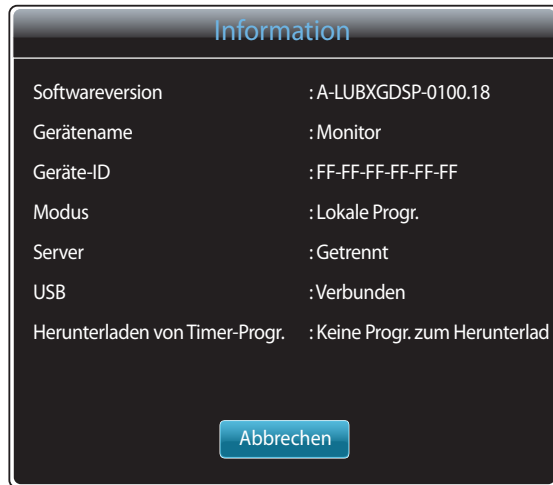 Information
Softwareversion : A-LUBXGDSP-0100.18
Gerätename : Monitor
Geräte-ID : FF-FF-FF-FF-FF-FF
Modus : Lokale Progr.
Server : Getrennt
USB : Verbunden
Herunterladen von Timer-Progr. : Keine Progr. zum Herunterlad
Abbrechen